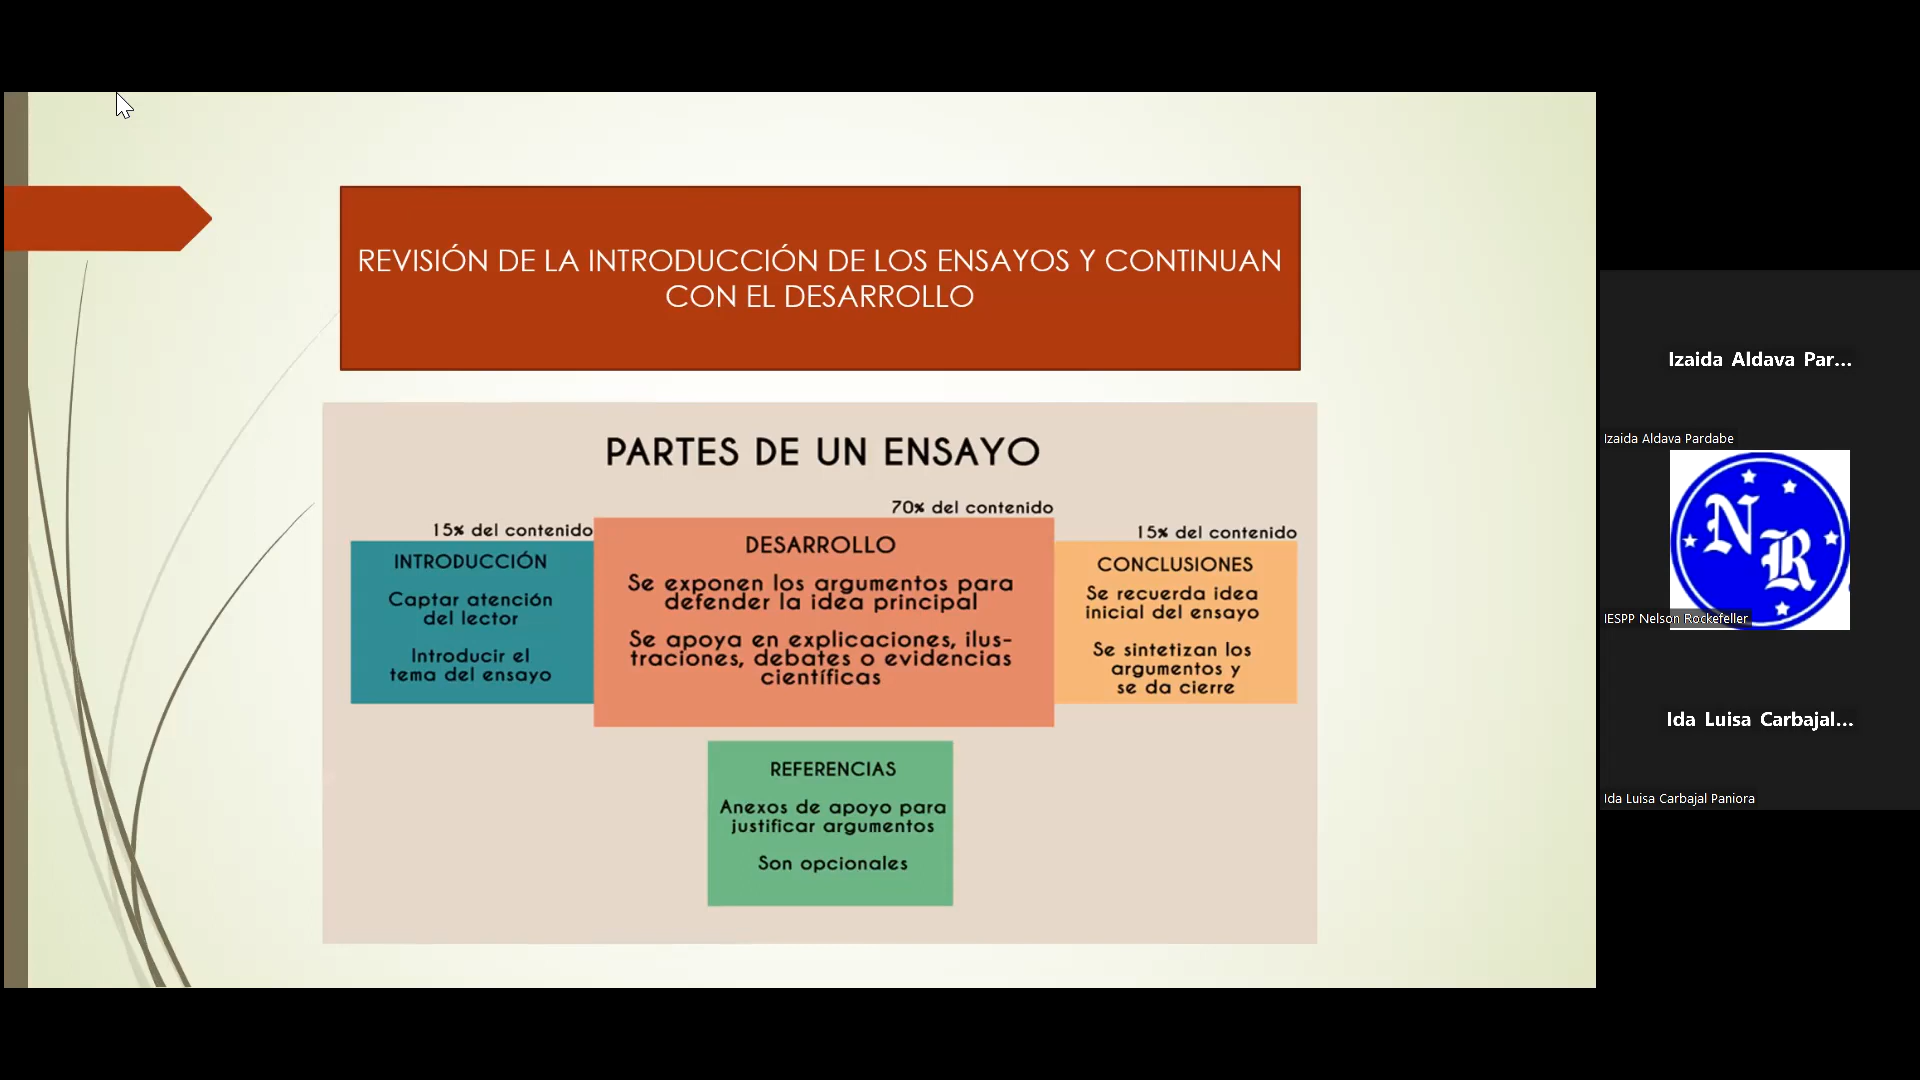 REVISIÓN DE LA INTRODUCCIÓN DE LOS ENSAYOS Y CONTINUAN
CON EL DESARROLLO
PARTES DE UN ENSAYO
15% del contenido
INTRODUCCIÓN
Captar atención
del lector
Introducir el
tema del ensayo
70% del contenido
DESARROLLO
Se exponen los argumentos para
defender la idea principal
Se apoya en explicaciones, ilus-
traciones, debates o evidencias
científicas
15% del contenido
CONCLUSIONES
Se recuerda idea
inicial del ensayo
Se sintetizan los
argumentos y
se da cierre
REFERENCIAS
Anexos de apoyo para
justificar argumentos
Son opcionales
Izaida Aldava Par...
Izaida Aldava Pardabe
NR
IESPP Nelson Rockefeller
Ida Luisa Carbajal...
Ida Luisa Carbajal Paniora